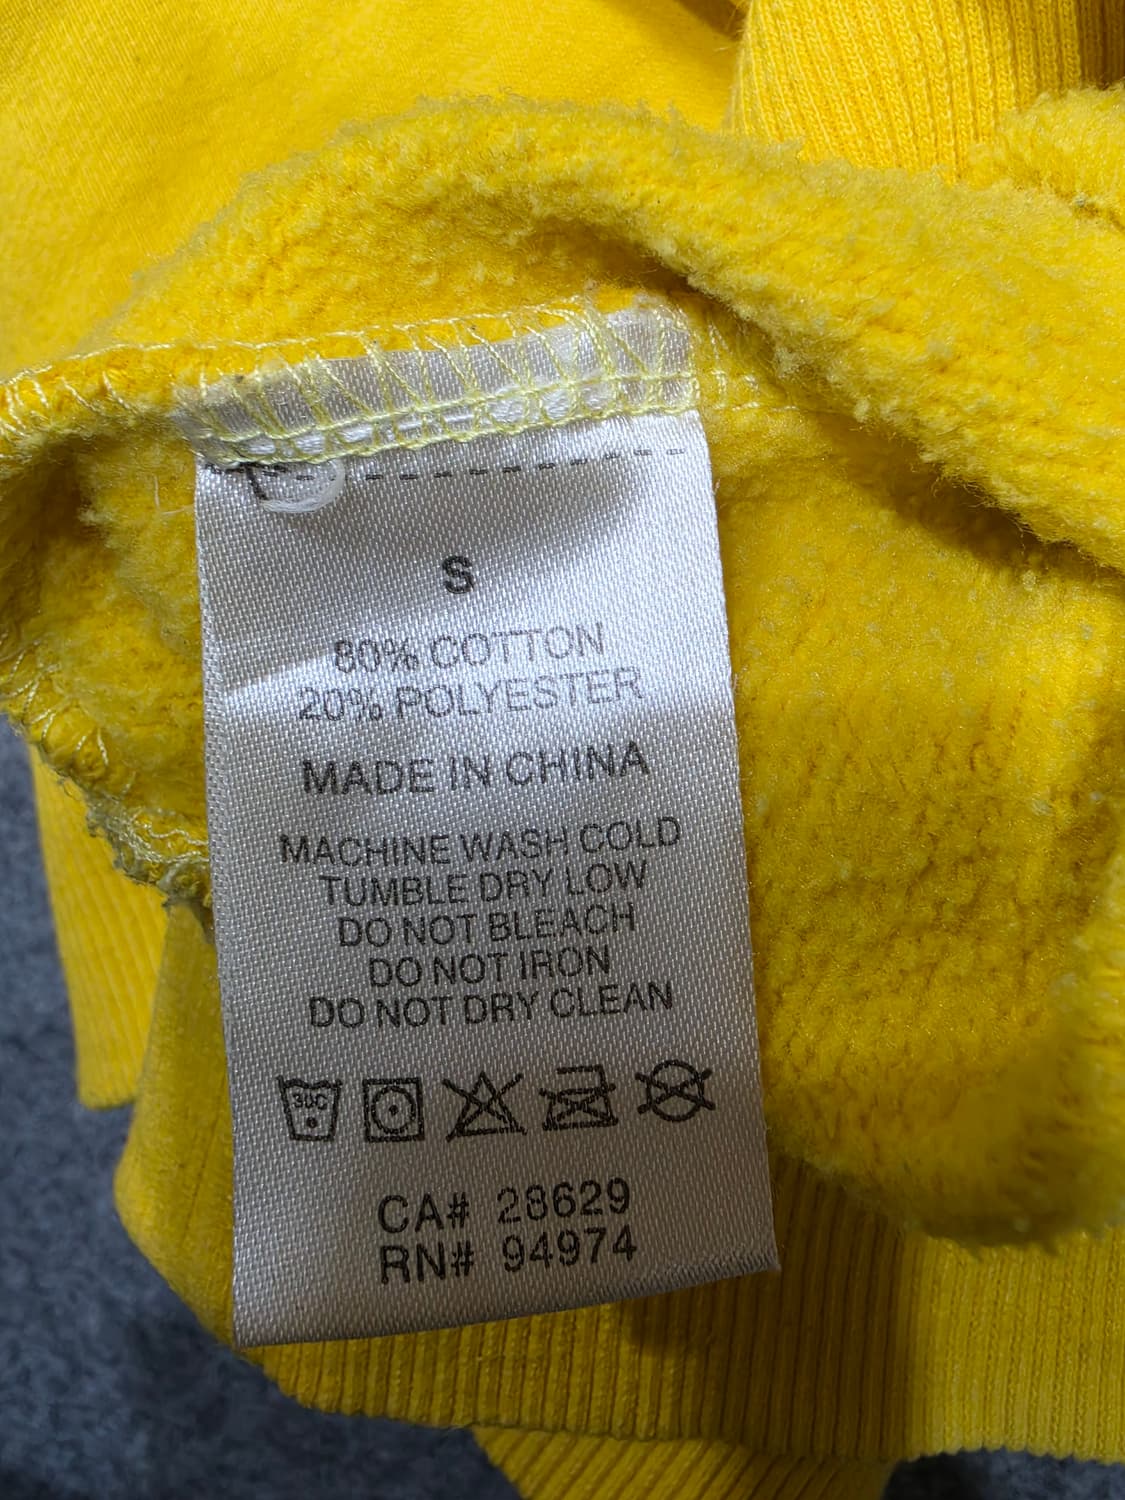 S
80% COTTON
20% POLYESTER
MADE IN CHINA
MACHINE WASH COLD
TUMBLE DRY LOW
DO NOT BLEACH
DO NOT IRON
DO NOT DRY CLEAN
30C
CA# 28629
RN# 94974